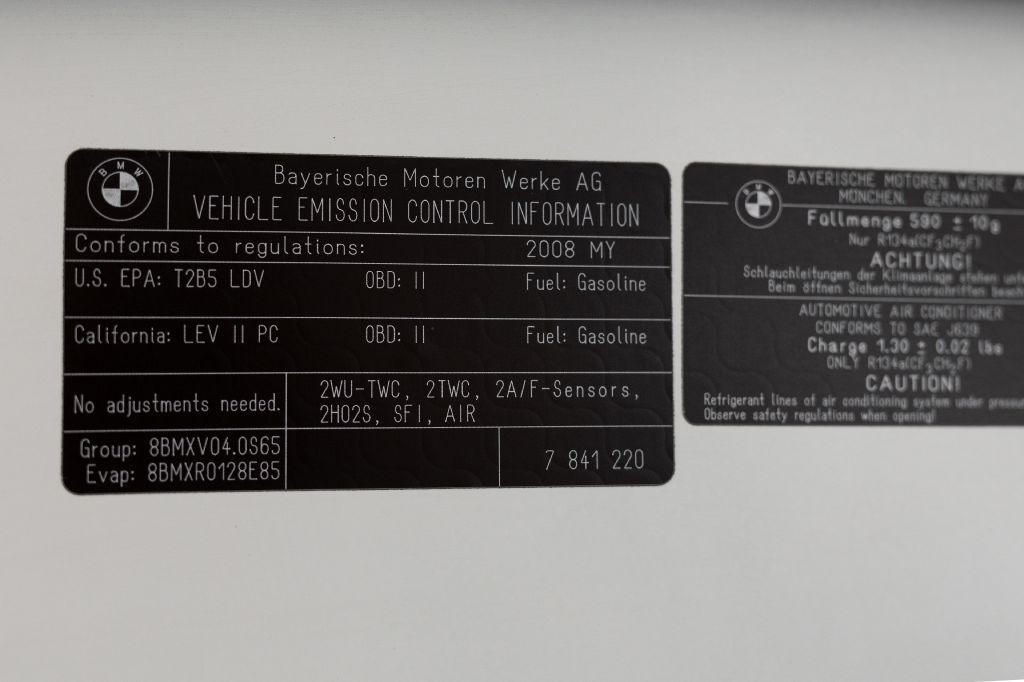 BMW
Bayerische Motoren Werke AG
VEHICLE EMISSION CONTROL INFORMATION
Conforms to regulations: 2008 MY
U.S. EPA: T2B5 LDV OBD: II Fuel: Gasoline
California: LEV II PC OBD: II Fuel: Gasoline
No adjustments needed.
2WU-TWC, 2TWC, 2A/F-Sensors,
2HO2S, SFI, AIR
Group: 8BMXV04.0S65
Evap: 8BMXR0128E85
7 841 220
BMW
BAYERISCHE MOTOREN WERKE
MÜNCHEN, GERMANY
Füllmenge 590 ± 10g
Nur R134a(CF3CH2F)
ACHTUNG!
Schlauchleitungen der Klimaanlage stehen
Beim öffnen Sicherheitsvorschriften
AUTOMOTIVE AIR CONDITIONER
CONFORMS TO SAE J639
Charge 1.30 ± 0.02 lbs
ONLY R134a(CF3CH2F)
CAUTION!
Refrigerant lines of air conditioning system under
Observe safety regulations when opening!